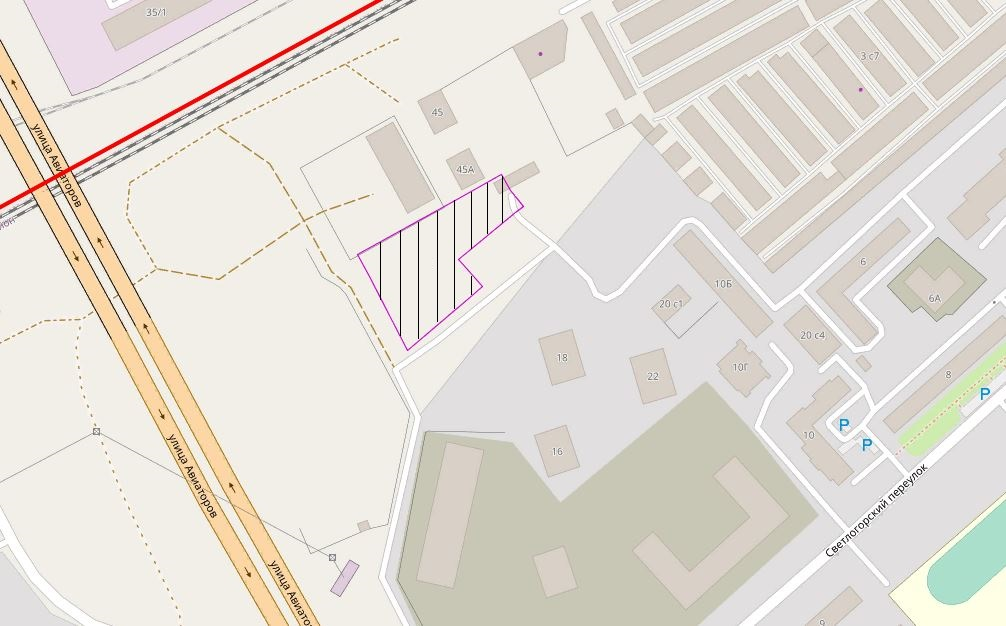 35/1
3 с7
45
45А
улица Авиаторов
6
10Б
6А
20 с1
20 с4
18
22
10Г
8
P
P
P
10
16
улица Авиаторов
Светлогорский переулок
улица Авиато
9